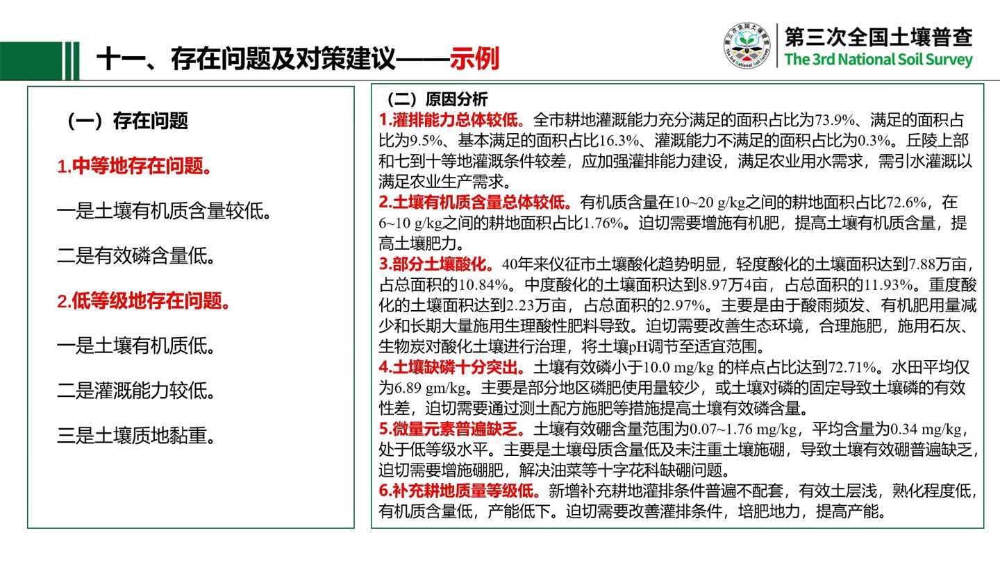 十一、存在问题及对策建议——示例
第三次全国土壤普查
The 3rd National Soil Survey
（一）存在问题
1.中等地存在问题。
一是土壤有机质含量较低。
二是有效磷含量低。
2.低等级地存在问题。
一是土壤有机质低。
二是灌溉能力较低。
三是土壤质地黏重。
（二）原因分析
1.灌排能力总体较低。全市耕地灌溉能力充分满足的面积占比为73.9%、满足的面积占
比为9.5%、基本满足的面积占比16.3%、灌溉能力不满足的面积占比为0.3%。丘陵上部
和七到十等地灌溉条件较差，应加强灌排能力建设，满足农业用水需求，需引水灌溉以
满足农业生产需求。
2.土壤有机质含量总体较低。有机质含量在10~20 g/kg之间的耕地面积占比72.6%，在
6~10 g/kg之间的耕地面积占比1.76%。迫切需要增施有机肥，提高土壤有机质含量，提
高土壤肥力。
3.部分土壤酸化。40年来仪征市土壤酸化趋势明显，轻度酸化的土壤面积达到7.88万亩，
占总面积的10.84%。中度酸化的土壤面积达到8.97万4亩，占总面积的11.93%。重度酸
化的土壤面积达到2.23万亩，占总面积的2.97%。主要是由于酸雨频发、有机肥用量减
少和长期大量施用生理酸性肥料导致。迫切需要改善生态环境，合理施肥，施用石灰、
生物炭对酸化土壤进行治理，将土壤pH调节至适宜范围。
4.土壤缺磷十分突出。土壤有效磷小于10.0 mg/kg 的样点占比达到72.71%。水田平均仅
为6.89 gm/kg。主要是部分地区磷肥使用量较少，或土壤对磷的固定导致土壤磷的有效
性差，迫切需要通过测土配方施肥等措施提高土壤有效磷含量。
5.微量元素普遍缺乏。土壤有效硼含量范围为0.07~1.76 mg/kg，平均含量为0.34 mg/kg，
处于低等级水平。主要是土壤母质含量低及未注重土壤施硼，导致土壤有效硼普遍缺乏，
迫切需要增施硼肥，解决油菜等十字花科缺硼问题。
6.补充耕地质量等级低。新增补充耕地灌排条件普遍不配套，有效土层浅，熟化程度低，
有机质含量低，产能低下。迫切需要改善灌排条件，培肥地力，提高产能。